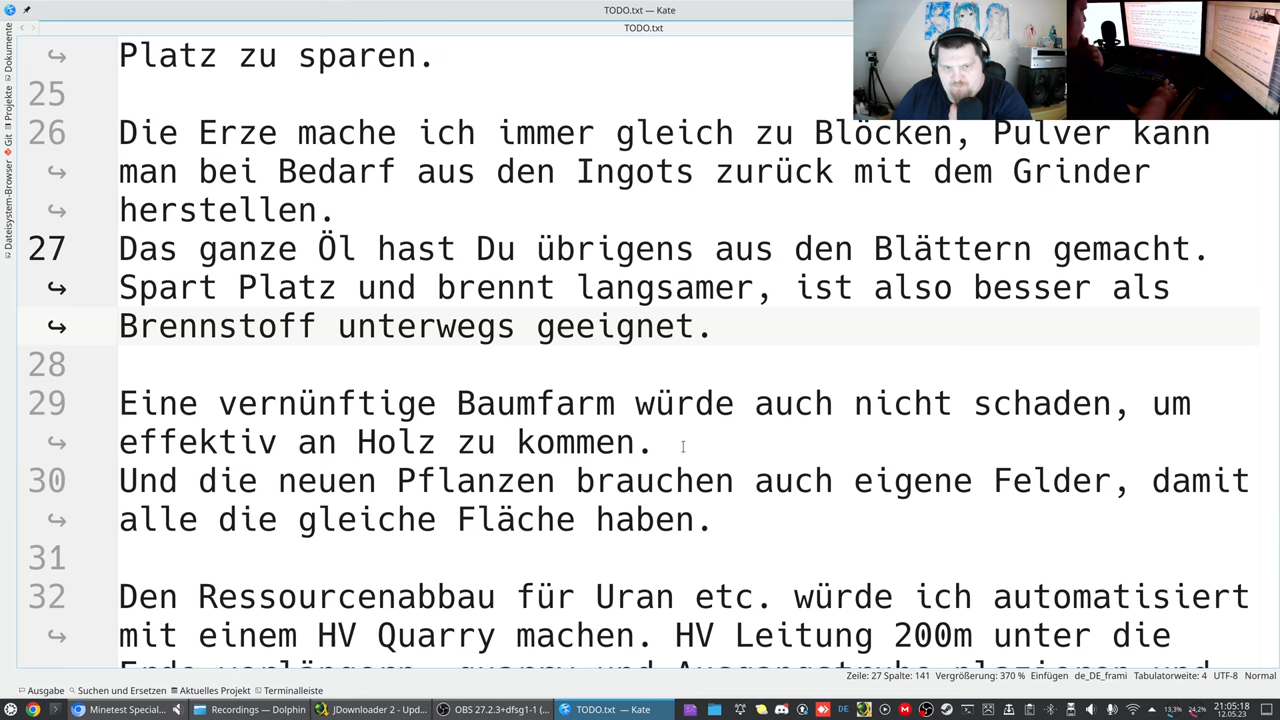 TODO.txt — Kate
TODO.txt
Dokumente
Projekte
Git
Dateisystem-Browser
Platz zu sparen.
25
26 Die Erze mache ich immer gleich zu Blöcken, Pulver kann
man bei Bedarf aus den Ingots zurück mit dem Grinder
herstellen.
27 Das ganze Öl hast Du übrigens aus den Blättern gemacht.
Spart Platz und brennt langsamer, ist also besser als
Brennstoff unterwegs geeignet.
28
29 Eine vernünftige Baumfarm würde auch nicht schaden, um
effektiv an Holz zu kommen.
30 Und die neuen Pflanzen brauchen auch eigene Felder, damit
alle die gleiche Fläche haben.
31
32 Den Ressourcenabbau für Uran etc. würde ich automatisiert
mit einem HV Quarry machen. HV Leitung 200m unter die
Zeile: 27 Spalte: 141 Vergrößerung: 370 % Einfügen de_DE_frami Tabulatorweite: 4 UTF-8 Normal
Ausgabe Suchen und Ersetzen Aktuelles Projekt Terminalleiste
Minetest Special... Recordings — Dolphin JDownloader 2 - Upd... OBS 27.2.3+dfsg1-1 (... TODO.txt — Kate DE 13,3% 24,2% 21:05:18
12.05.23